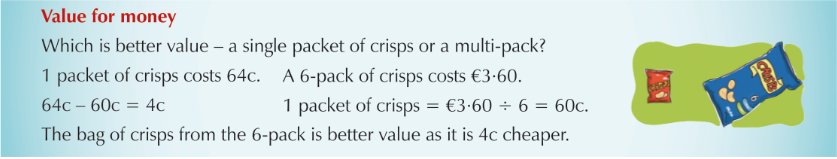 Value for money
Which is better value – a single packet of crisps or a multi-pack?
1 packet of crisps costs 64c. A 6-pack of crisps costs €3·60.
64c – 60c = 4c 1 packet of crisps = €3·60 ÷ 6 = 60c.
The bag of crisps from the 6-pack is better value as it is 4c cheaper.